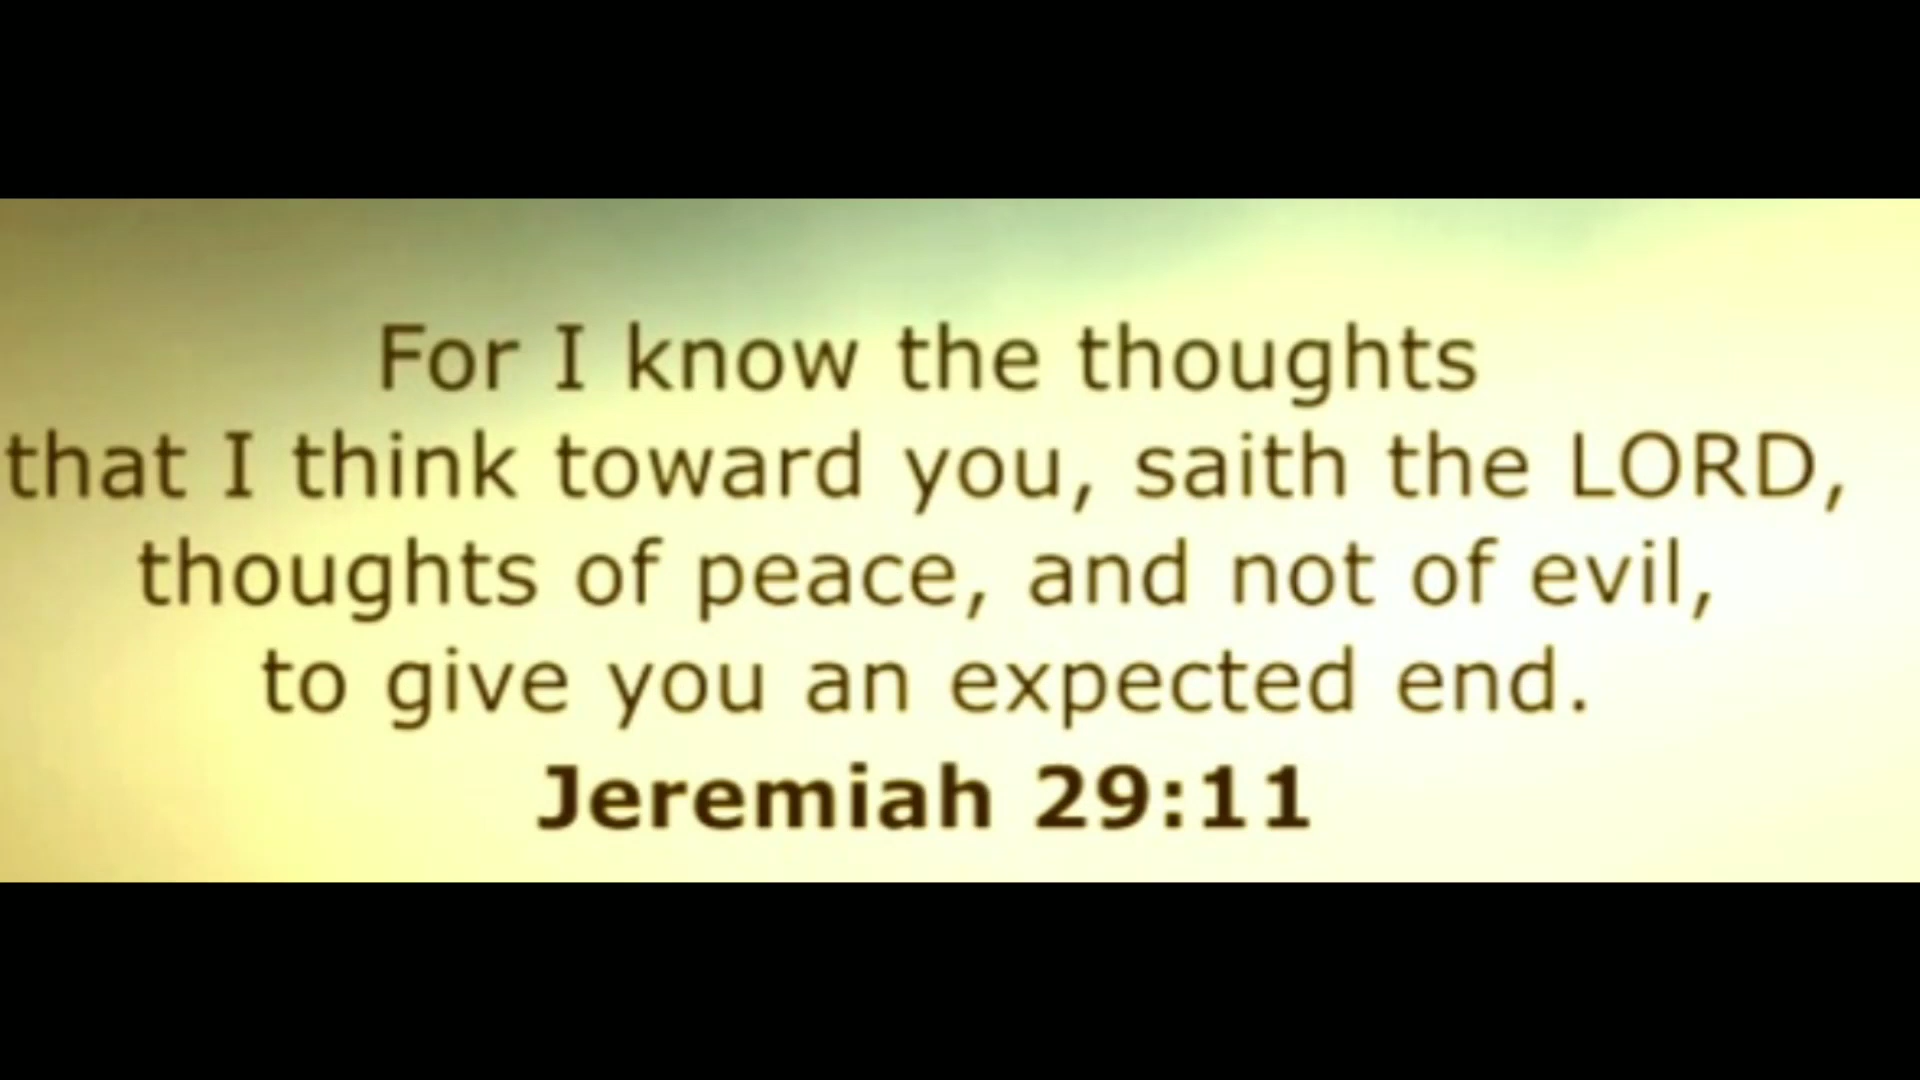 For I know the thoughts
that I think toward you, saith the LORD,
thoughts of peace, and not of evil,
to give you an expected end.
Jeremiah 29:11